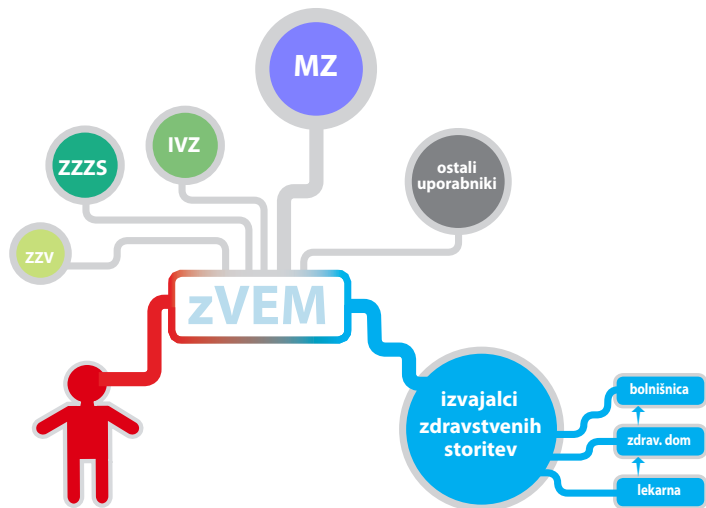 MZ
IVZ
ZZZS
ostali
uporabniki
ZZV
zVEM
izvajalci
zdravstvenih
storitev
bolnišnica
zdrav. dom
lekarna